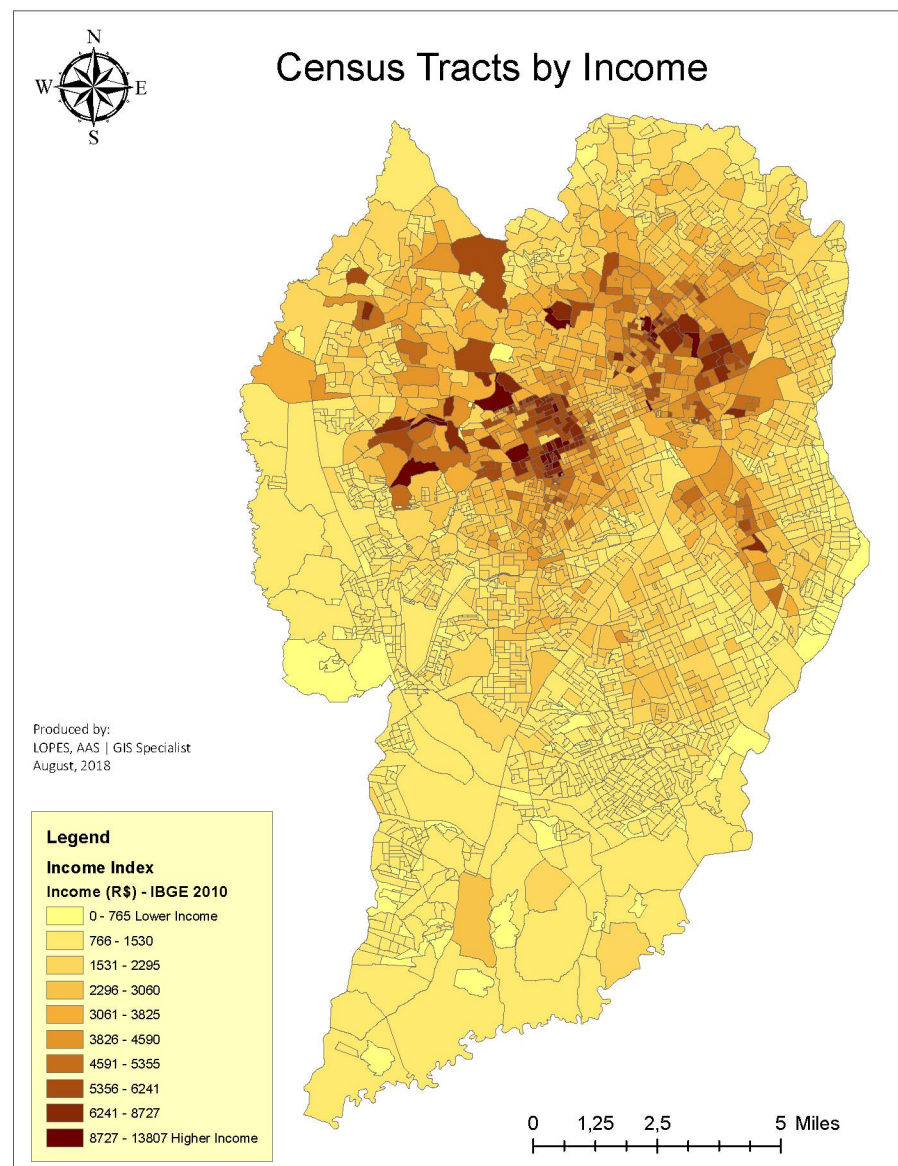 N
Census Tracts by Income
W E
S
Produced by:
LOPES, AAS | GIS Specialist
August, 2018
Legend
Income Index
Income (R$) - IBGE 2010
0 - 765 Lower Income
766 - 1530
1531 - 2295
2296 - 3060
3061 - 3825
3826 - 4590
4591 - 5355
5356 - 6241
6241 - 8727
8727 - 13807 Higher Income
0 1,25 2,5 5 Miles